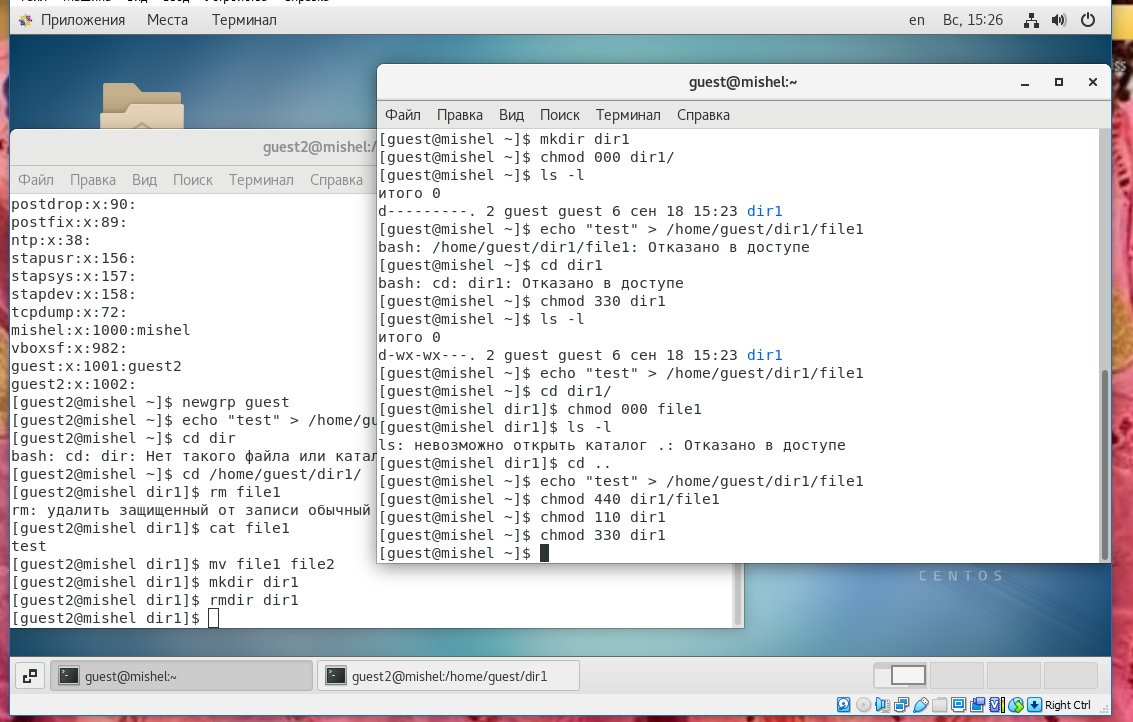 Приложения Места Терминал en Вс, 15:26
guest@mishel:~
Файл Правка Вид Поиск Терминал Справка
[guest@mishel ~]$ mkdir dir1
[guest@mishel ~]$ chmod 000 dir1/
[guest@mishel ~]$ ls -l
итого 0
d---------. 2 guest guest 6 сен 18 15:23 dir1
[guest@mishel ~]$ echo "test" > /home/guest/dir1/file1
bash: /home/guest/dir1/file1: Отказано в доступе
[guest@mishel ~]$ cd dir1
bash: cd: dir1: Отказано в доступе
[guest@mishel ~]$ chmod 330 dir1
[guest@mishel ~]$ ls -l
итого 0
d-wx-wx---. 2 guest guest 6 сен 18 15:23 dir1
[guest@mishel ~]$ echo "test" > /home/guest/dir1/file1
[guest@mishel ~]$ cd dir1/
[guest@mishel dir1]$ chmod 000 file1
[guest@mishel dir1]$ ls -l
ls: невозможно открыть каталог .: Отказано в доступе
[guest@mishel dir1]$ cd ..
[guest@mishel ~]$ echo "test" > /home/guest/dir1/file1
[guest@mishel ~]$ chmod 440 dir1/file1
[guest@mishel ~]$ chmod 110 dir1
[guest@mishel ~]$ chmod 330 dir1
[guest@mishel ~]$
guest2@mishel:/
Файл Правка Вид Поиск Терминал Справка
postdrop:x:90:
postfix:x:89:
ntp:x:38:
stapusr:x:156:
stapsys:x:157:
stapdev:x:158:
tcpdump:x:72:
mishel:x:1000:mishel
vboxsf:x:982:
guest:x:1001:guest2
guest2:x:1002:
[guest2@mishel ~]$ newgrp guest
[guest2@mishel ~]$ echo "test" > /home/gu
[guest2@mishel ~]$ cd dir
bash: cd: dir: Нет такого файла или катал
[guest2@mishel ~]$ cd /home/guest/dir1/
[guest2@mishel dir1]$ rm file1
rm: удалить защищенный от записи обычный
[guest2@mishel dir1]$ cat file1
test
[guest2@mishel dir1]$ mv file1 file2
[guest2@mishel dir1]$ mkdir dir1
[guest2@mishel dir1]$ rmdir dir1
[guest2@mishel dir1]$
CENTOS
guest@mishel:~ guest2@mishel:/home/guest/dir1
Right Ctrl